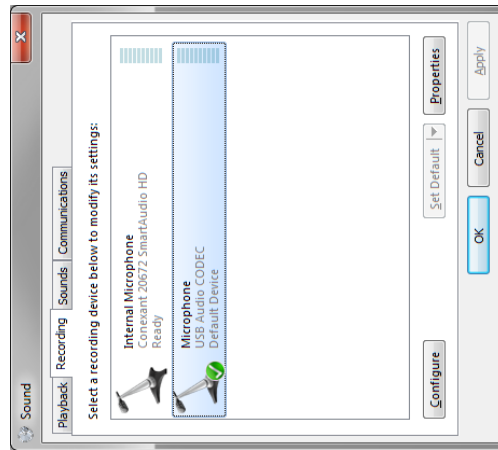 Sound
Playback Recording Sounds Communications
Select a recording device below to modify its settings:
Internal Microphone
Conexant 20672 SmartAudio HD
Ready
Microphone
USB Audio CODEC
Default Device
Configure Set Default Properties
OK Cancel Apply